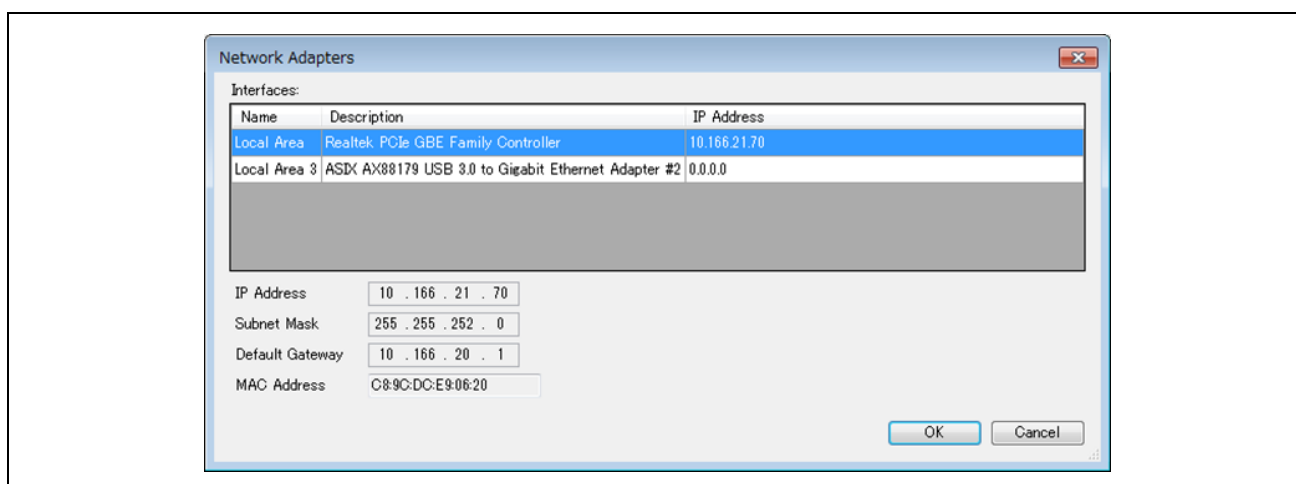 Network Adapters
Interfaces:
Name Description IP Address
Local Area Realtek PCIe GBE Family Controller 10.166.21.70
Local Area 3 ASIX AX88179 USB 3.0 to Gigabit Ethernet Adapter #2 0.0.0.0
IP Address 10 . 166 . 21 . 70
Subnet Mask 255 . 255 . 252 . 0
Default Gateway 10 . 166 . 20 . 1
MAC Address C8:9C:DC:E9:06:20
OK Cancel